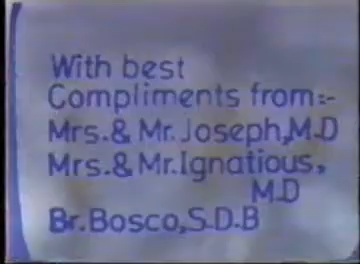 With best
Compliments from:-
Mrs.& Mr.Joseph,M.D
Mrs.& Mr.Ignatious,
M.D
Br.Bosco,S.D.B